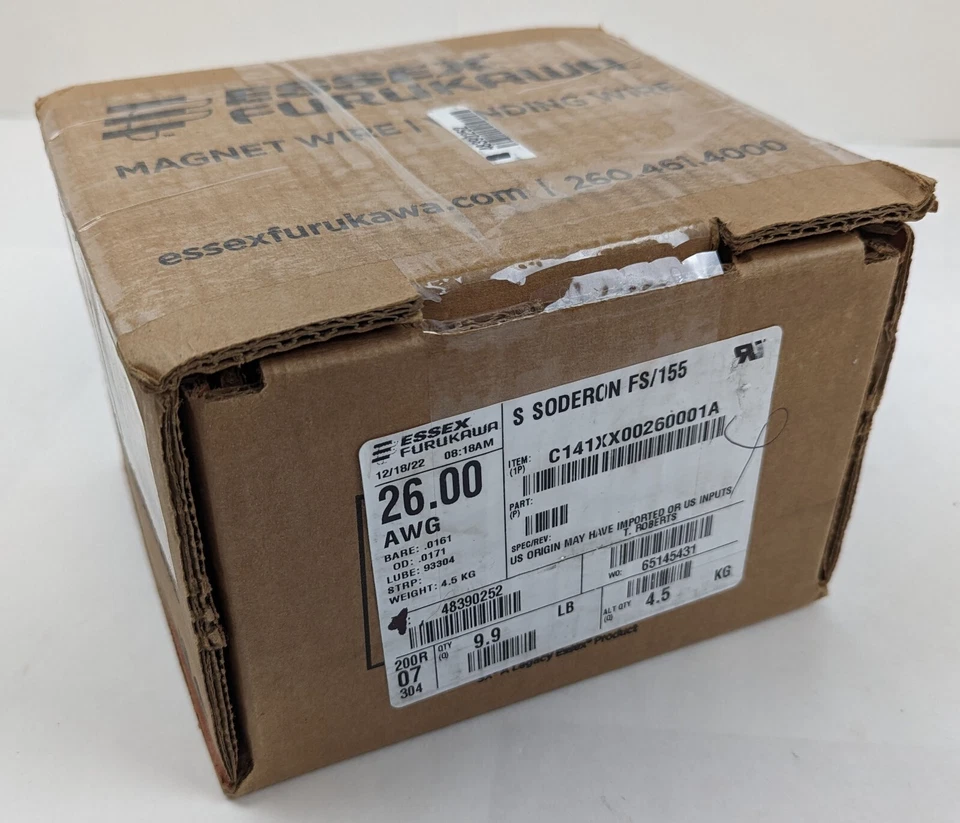 ESSEX
FURUKAWA
MAGNET WIRE | WINDING WIRE
essexfurukawa.com | 260.461.4000
ESSEX
FURUKAWA
12/18/22 08:18AM
26.00
AWG
BARE: .0161
OD: .0171
LUBE: 93304
STRP:
WEIGHT: 4.5 KG
S SODERON FS/155
ITEM:
(1P)
C141XX00260001A
PART:
(P)
SPEC/REV:
US ORIGIN MAY HAVE IMPORTED OR US INPUTS
T. ROBERTS
48390252
WO: 65145431
200R
07
304
QTY
(Q)
9.9
LB
ALT QTY
(Q)
4.5
KG
A Legacy Essex® Product